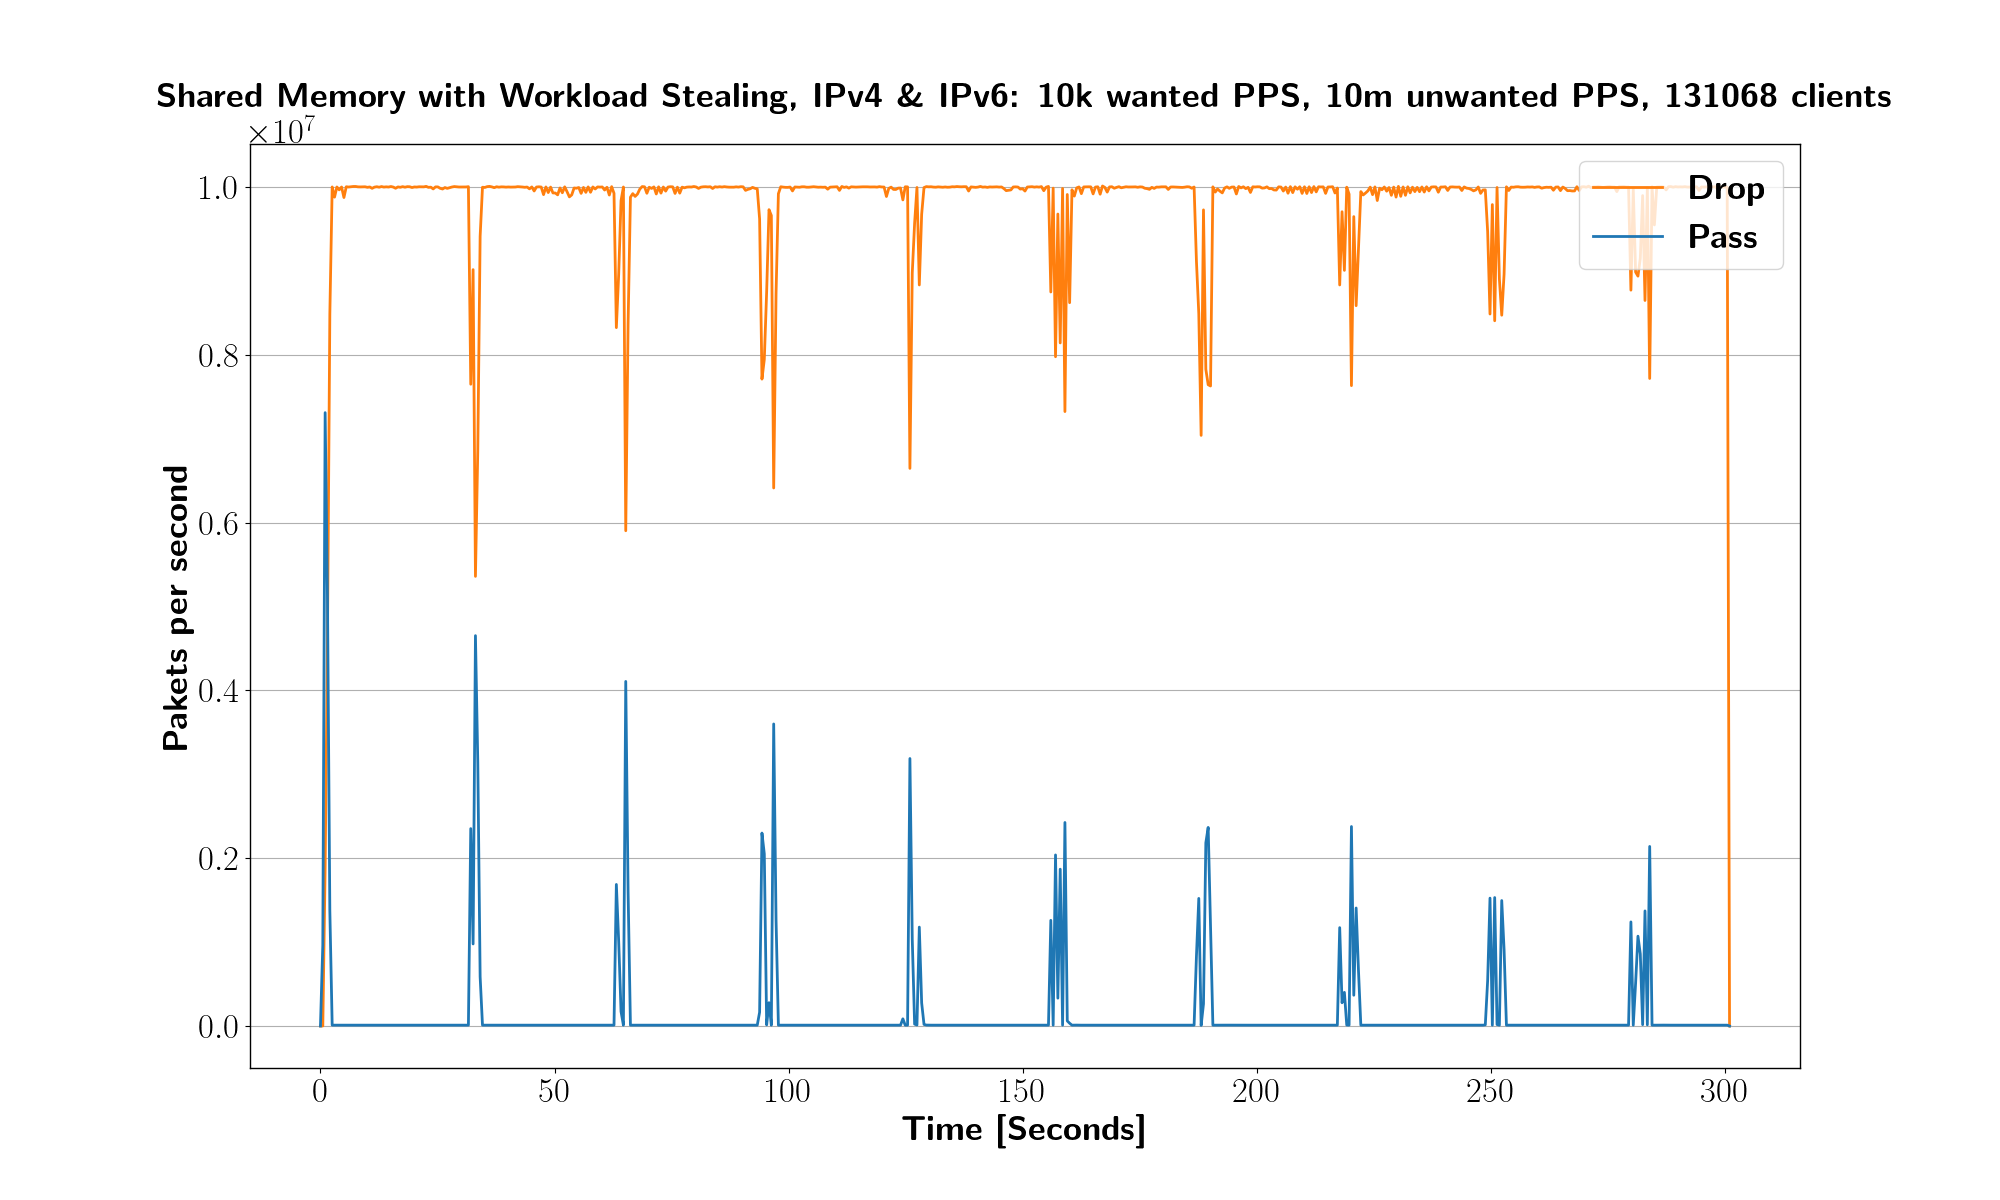 Shared Memory with Workload Stealing, IPv4 & IPv6: 10k wanted PPS, 10m unwanted PPS, 131068 clients
×10⁷
Drop
Pass
1.0
0.8
0.6
0.4
0.2
0.0
Pakets per second
0 50 100 150 200 250 300
Time [Seconds]